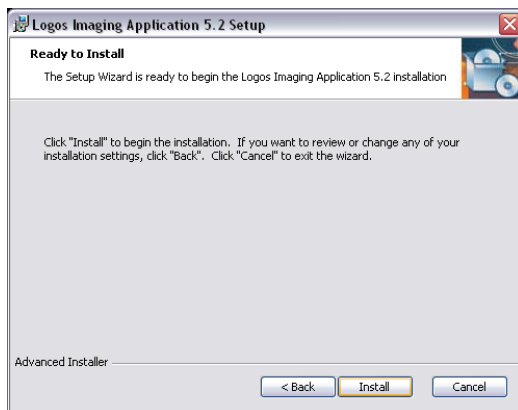 Logos Imaging Application 5.2 Setup
Ready to Install
The Setup Wizard is ready to begin the Logos Imaging Application 5.2 installation
Click "Install" to begin the installation. If you want to review or change any of your
installation settings, click "Back". Click "Cancel" to exit the wizard.
Advanced Installer
< Back
Install
Cancel